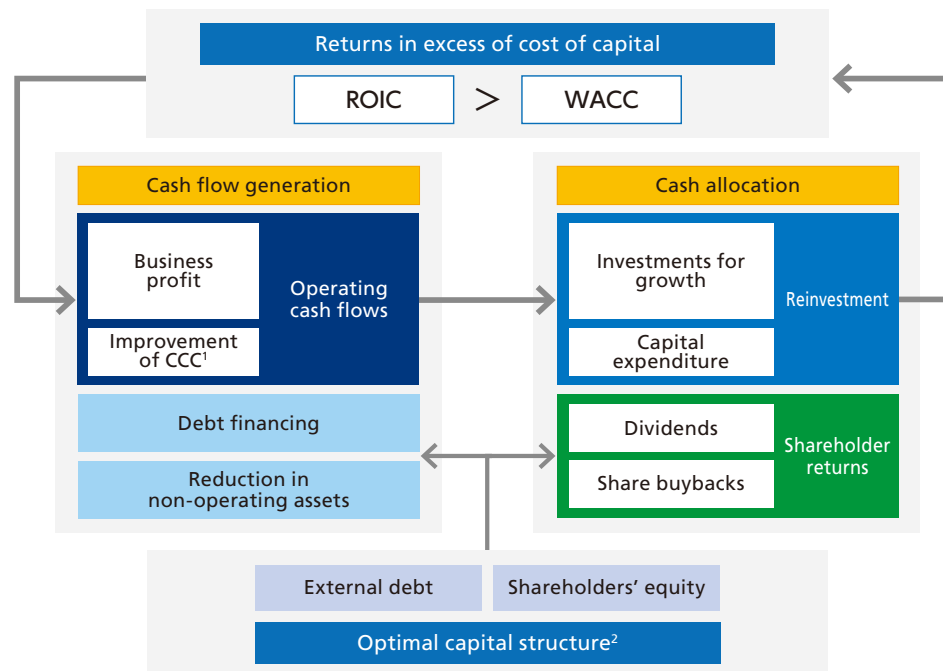 Returns in excess of cost of capital
ROIC > WACC
Cash flow generation
Business
profit
Operating
cash flows
Improvement
of CCC¹
Debt financing
Reduction in
non-operating assets
Cash allocation
Investments for
growth
Reinvestment
Capital
expenditure
Dividends
Shareholder
returns
Share buybacks
External debt
Shareholders’ equity
Optimal capital structure²